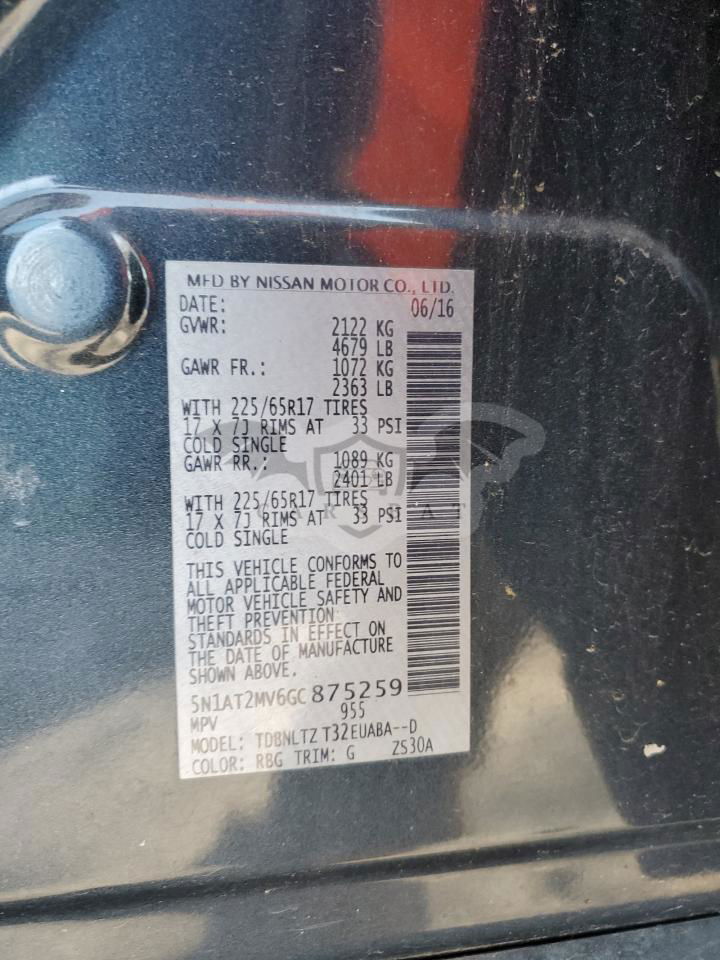 MFD BY NISSAN MOTOR CO., LTD.
DATE: 06/16
GVWR: 2122 KG
4679 LB
GAWR FR.: 1072 KG
2363 LB
WITH 225/65R17 TIRES
17 X 7J RIMS AT 33 PSI
COLD SINGLE
GAWR RR.: 1089 KG
2401 LB
WITH 225/65R17 TIRES
17 X 7J RIMS AT 33 PSI
COLD SINGLE
THIS VEHICLE CONFORMS TO
ALL APPLICABLE FEDERAL
MOTOR VEHICLE SAFETY AND
THEFT PREVENTION
STANDARDS IN EFFECT ON
THE DATE OF MANUFACTURE
SHOWN ABOVE.
5N1AT2MV6GC875259
MPV 955
MODEL: TDBNLTZ T32EUABA--D
COLOR: RBG TRIM: G ZS30A